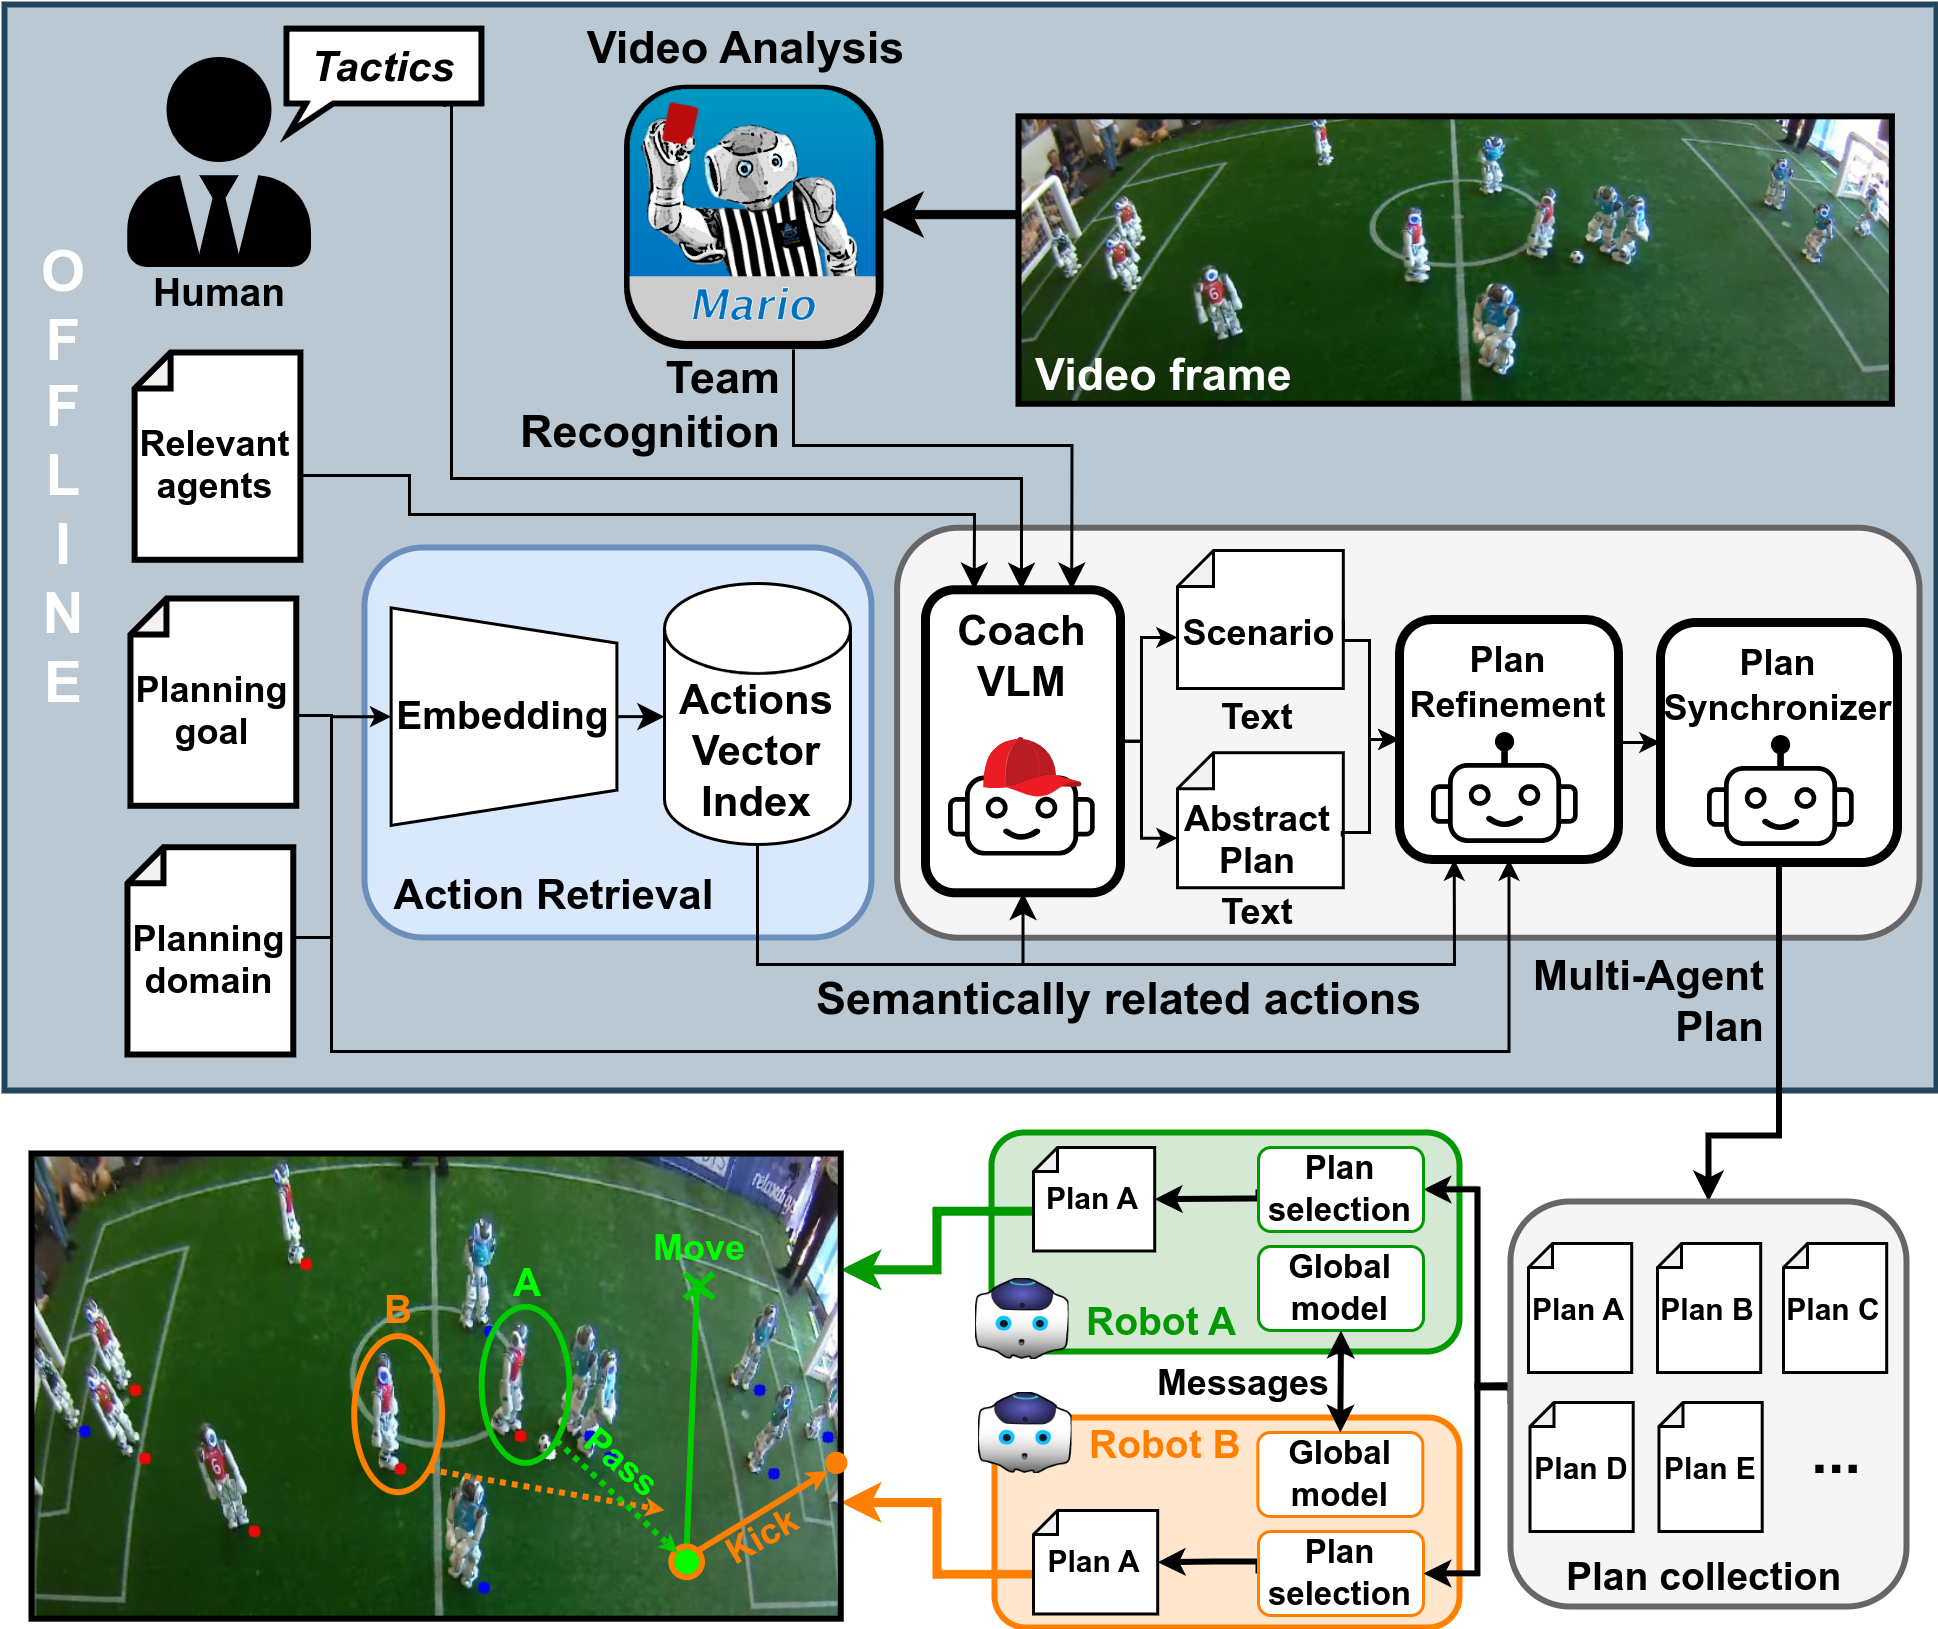 Tactics
Video Analysis
Mario
Human
OFFLINE
Video frame
Team
Recognition
Relevant
agents
Planning
goal
Planning
domain
Embedding
Actions
Vector
Index
Action Retrieval
Coach
VLM
Scenario
Text
Abstract
Plan
Text
Plan
Refinement
Plan
Synchronizer
Semantically related actions
Multi-Agent
Plan
Move
A
B
Pass
Kick
6
6
Plan A
Plan
selection
Global
model
Robot A
Messages
Robot B
Global
model
Plan A
Plan
selection
Plan A
Plan B
Plan C
Plan D
Plan E
...
Plan collection